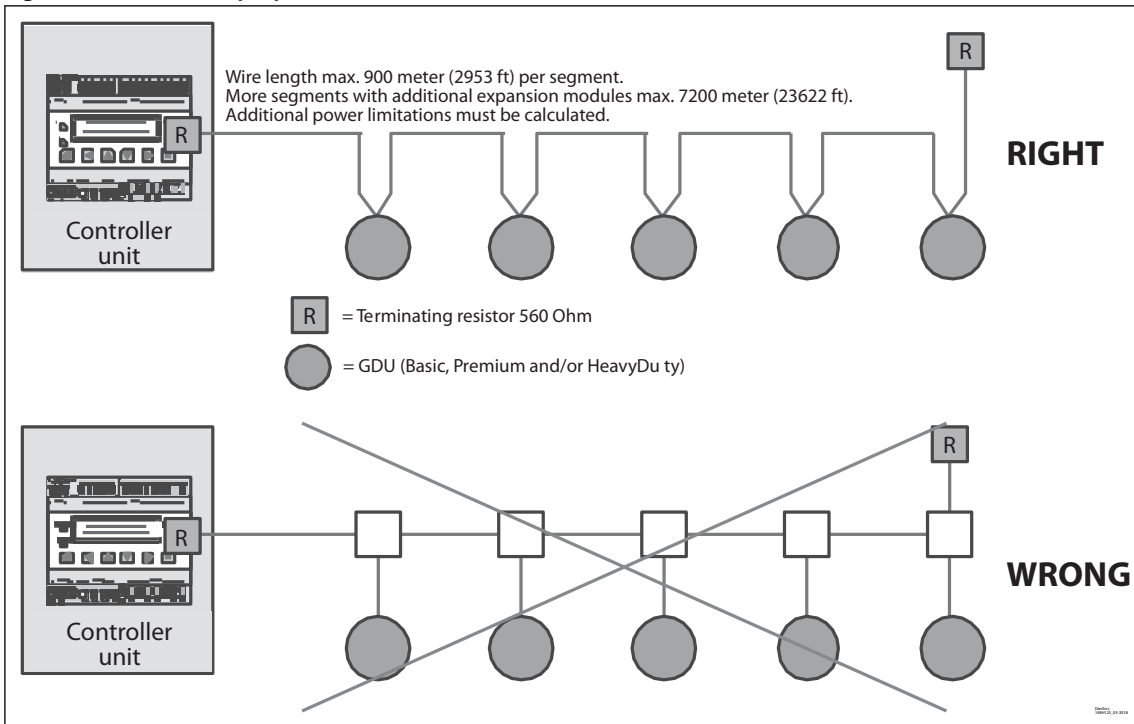 R
Wire length max. 900 meter (2953 ft) per segment.
More segments with additional expansion modules max. 7200 meter (23622 ft).
Additional power limitations must be calculated.
R
RIGHT
Controller
unit
R = Terminating resistor 560 Ohm
= GDU (Basic, Premium and/or HeavyDu ty)
R
R
WRONG
Controller
unit
Danfoss